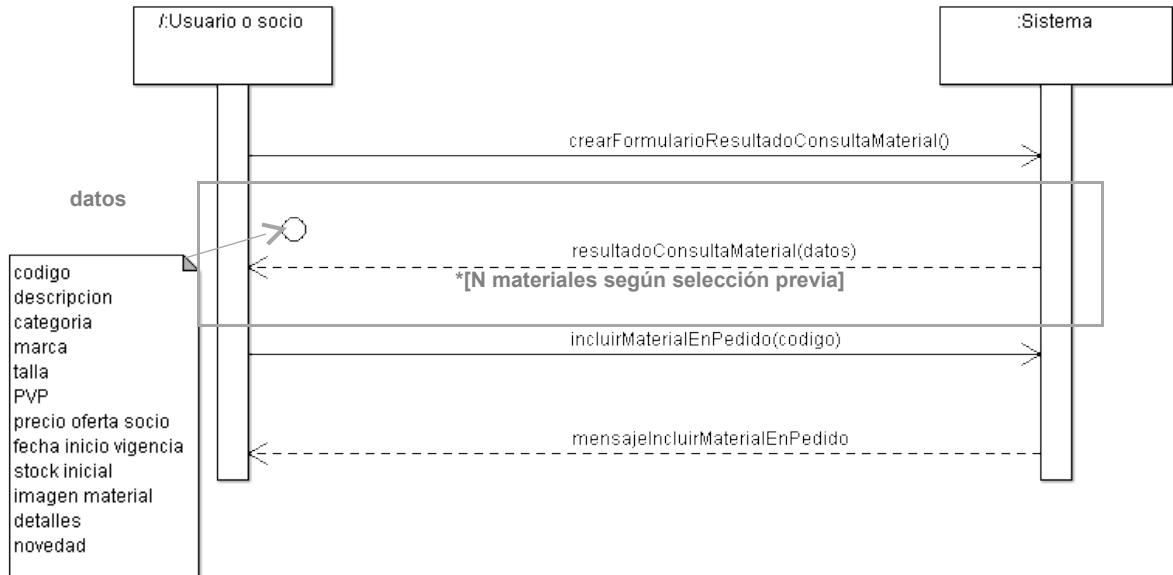 /:Usuario o socio
:Sistema
crearFormularioResultadoConsultaMaterial()
datos
resultadoConsultaMaterial(datos)
*[N materiales según selección previa]
incluirMaterialEnPedido(codigo)
mensajeIncluirMaterialEnPedido
codigo
descripcion
categoria
marca
talla
PVP
precio oferta socio
fecha inicio vigencia
stock inicial
imagen material
detalles
novedad